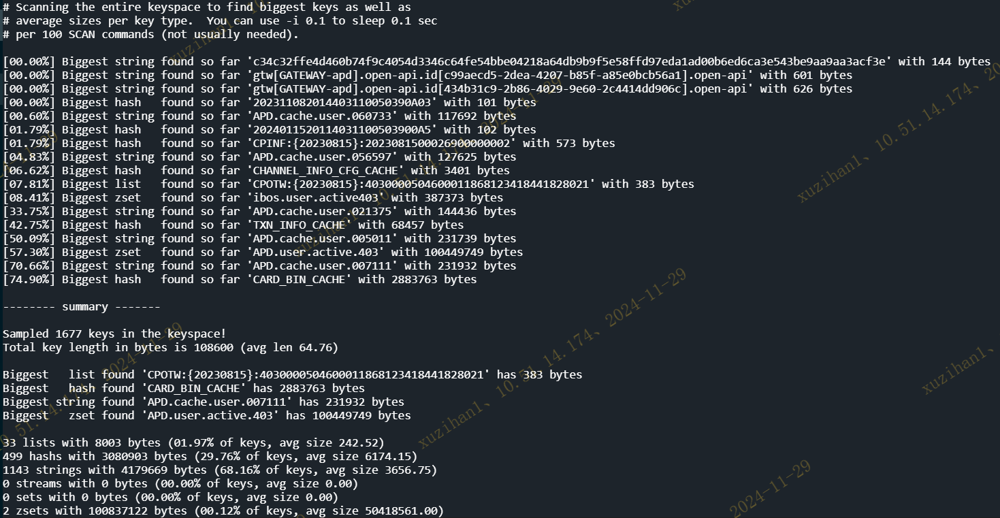 # Scanning the entire keyspace to find biggest keys as well as
# average sizes per key type.  You can use -i 0.1 to sleep 0.1 sec
# per 100 SCAN commands (not usually needed).
[00.00%] Biggest string found so far 'c34c32ffe4d460b74f9c4054d3346c64fe54bbe04218a64db9b9f5e58ffd97eda1ad00b6ed6ca3e543be9aa9aa3acf3e' with 144 bytes
[00.00%] Biggest string found so far 'gtw[GATEWAY-apd].open-api.id[c99aecd5-2dea-4207-b85f-a85e0bcb56a1].open-api' with 601 bytes
[00.00%] Biggest string found so far 'gtw[GATEWAY-apd].open-api.id[434b31c9-2b86-4029-9e60-2c4414dd906c].open-api' with 626 bytes
[00.00%] Biggest hash   found so far '2023110820144031100503​90A03' with 101 bytes
[00.60%] Biggest string found so far 'APD.cache.user.060733' with 117692 bytes
[01.79%] Biggest hash   found so far '2024011520114031100503900A5' with 102 bytes
[01.79%] Biggest hash   found so far 'CPINF:{20230815}:2023081500026900000002' with 573 bytes
[04.83%] Biggest string found so far 'APD.cache.user.056597' with 127625 bytes
[06.62%] Biggest hash   found so far 'CHANNEL_INFO_CFG_CACHE' with 3401 bytes
[07.81%] Biggest list   found so far 'CPOTW:{20230815}:4030000504600011868123418441828021' with 383 bytes
[08.41%] Biggest zset   found so far 'ibos.user.active403' with 387373 bytes
[33.75%] Biggest string found so far 'APD.cache.user.021375' with 144436 bytes
[42.75%] Biggest hash   found so far 'TXN_INFO_CACHE' with 68457 bytes
[50.09%] Biggest string found so far 'APD.cache.user.005011' with 231739 bytes
[57.30%] Biggest zset   found so far 'APD.user.active.403' with 100449749 bytes
[70.66%] Biggest string found so far 'APD.cache.user.007111' with 231932 bytes
[74.90%] Biggest hash   found so far 'CARD_BIN_CACHE' with 2883763 bytes
-------- summary -------
Sampled 1677 keys in the keyspace!
Total key length in bytes is 108600 (avg len 64.76)
Biggest   list found 'CPOTW:{20230815}:4030000504600011868123418441828021' has 383 bytes
Biggest   hash found 'CARD_BIN_CACHE' has 2883763 bytes
Biggest string found 'APD.cache.user.007111' has 231932 bytes
Biggest   zset found 'APD.user.active.403' has 100449749 bytes
33 lists with 8003 bytes (01.97% of keys, avg size 242.52)
499 hashs with 3080903 bytes (29.76% of keys, avg size 6174.15)
1143 strings with 4179669 bytes (68.16% of keys, avg size 3656.75)
0 streams with 0 bytes (00.00% of keys, avg size 0.00)
0 sets with 0 bytes (00.00% of keys, avg size 0.00)
2 zsets with 100837122 bytes (00.12% of keys, avg size 50418561.00)
xuzihan1、10.51.14.174、2024-11-29